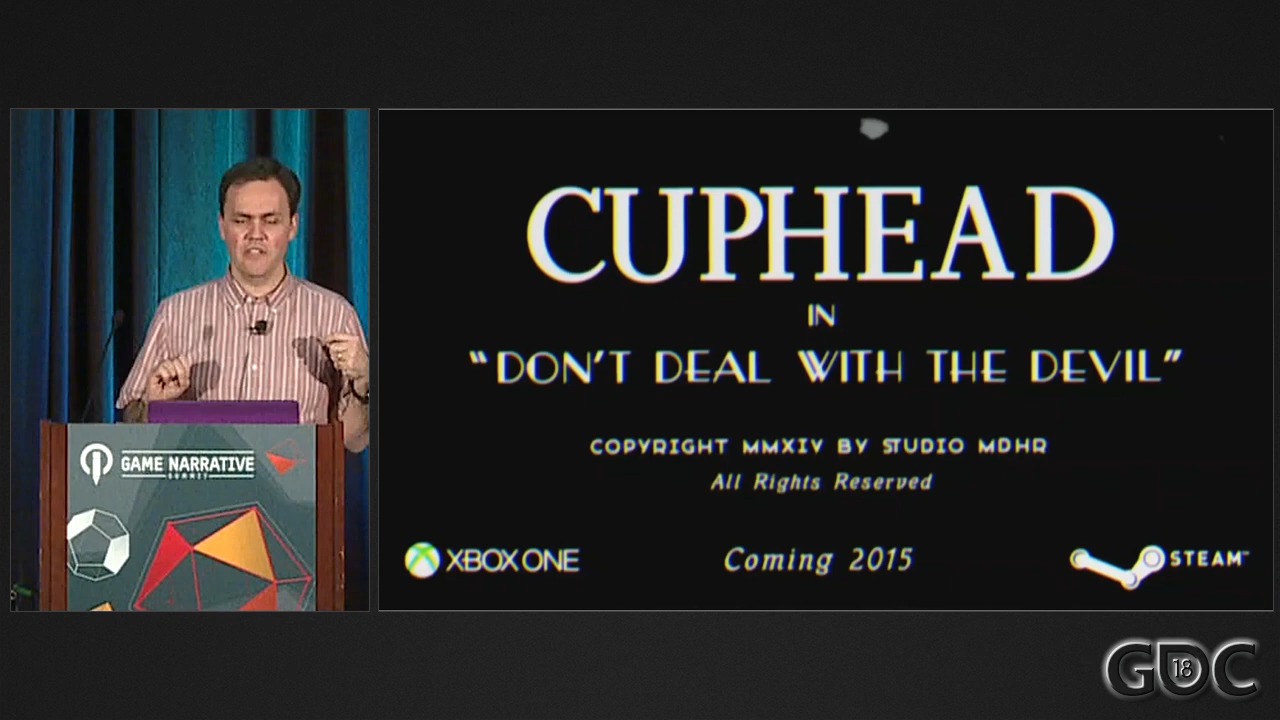 GAME NARRATIVE
SUMMIT
CUPHEAD
IN
“DON’T DEAL WITH THE DEVIL”
COPYRIGHT MMXIV BY STUDIO MDHR
All Rights Reserved
XBOX ONE
Coming 2015
STEAM™
GDC
18